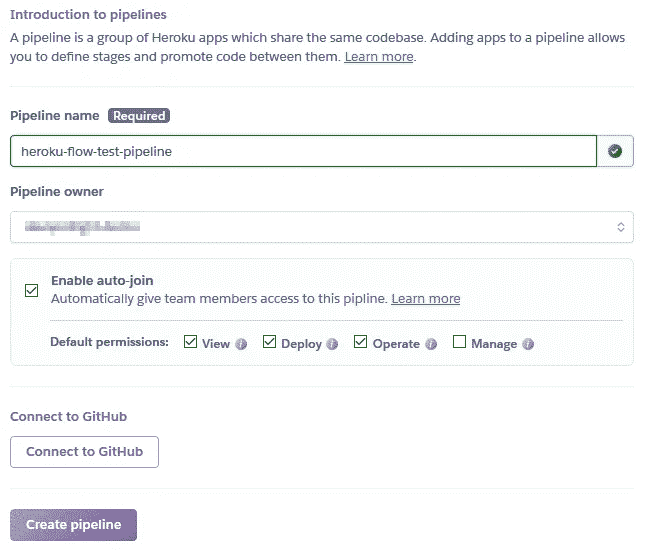 Introduction to pipelines
A pipeline is a group of Heroku apps which share the same codebase. Adding apps to a pipeline allows
you to define stages and promote code between them. Learn more.
Pipeline name Required
heroku-flow-test-pipeline
Pipeline owner
Enable auto-join
Automatically give team members access to this pipline. Learn more
Default permissions: View i Deploy i Operate i Manage i
Connect to GitHub
Connect to GitHub
Create pipeline